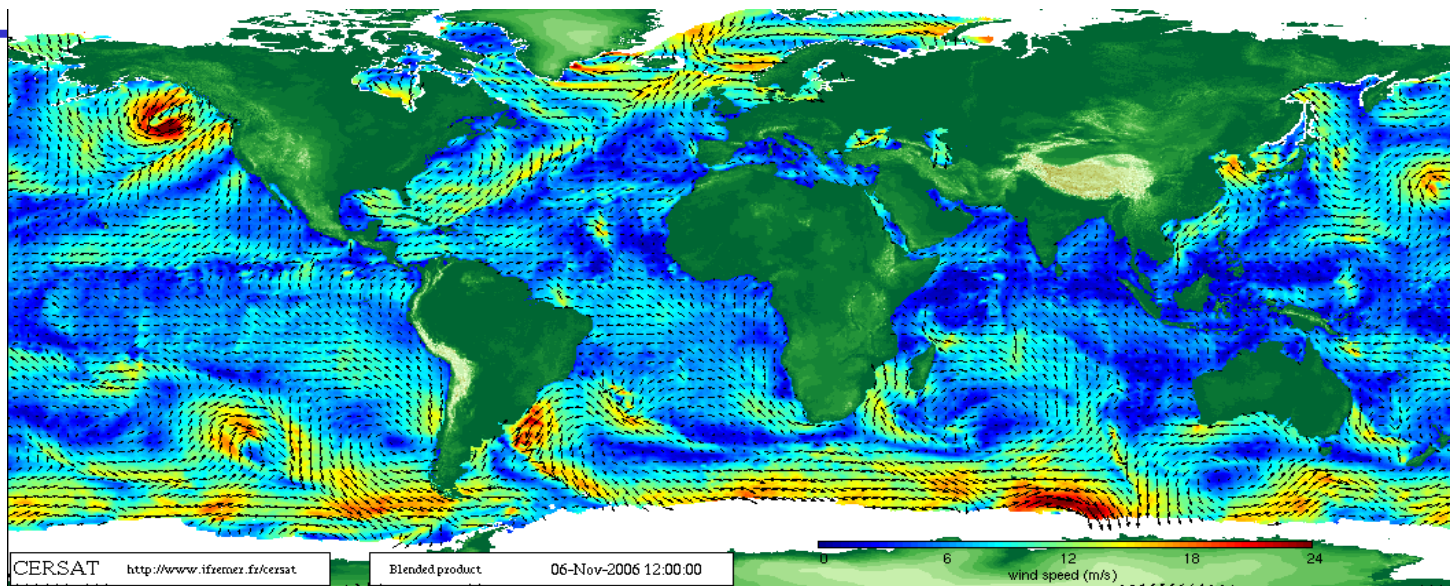 0 6 12 18 24
wind speed (m/s)
CERSAT http://www.ifremer.fr/cersat
Blended product 06-Nov-2006 12:00:00